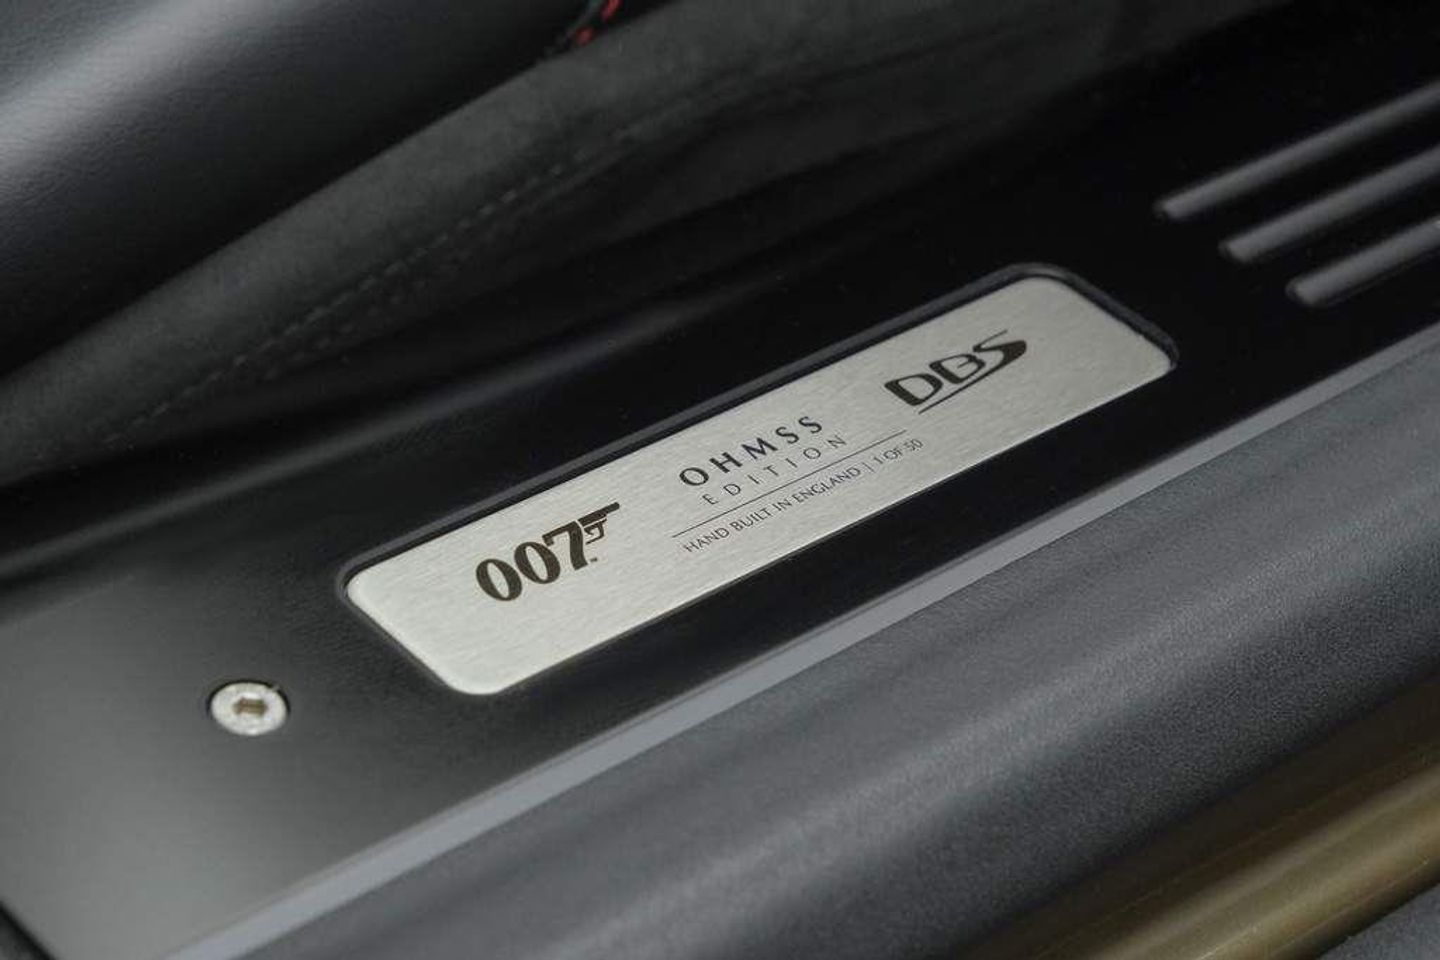 007
OHMSS
EDITION
HAND BUILT IN ENGLAND | 1 OF 50
DBS